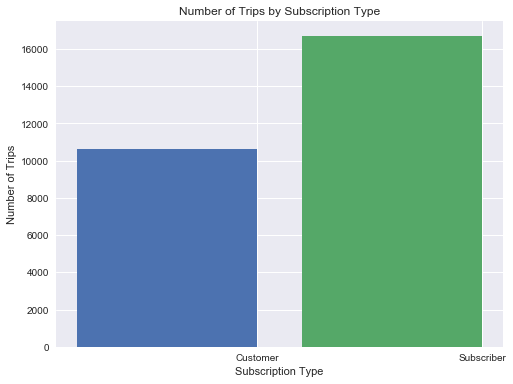 Number of Trips by Subscription Type
Number of Trips
16000
14000
12000
10000
8000
6000
4000
2000
0
Customer
Subscriber
Subscription Type